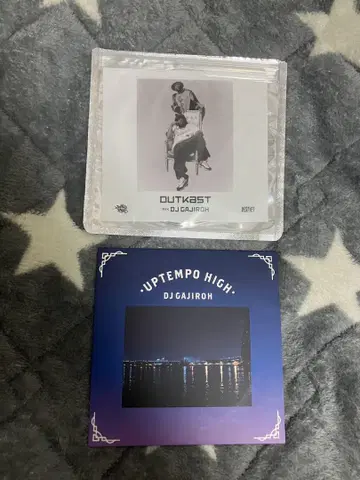 OUTKAST
DJ GAJIROH
·UPTEMPO HIGH·
DJ GAJIROH